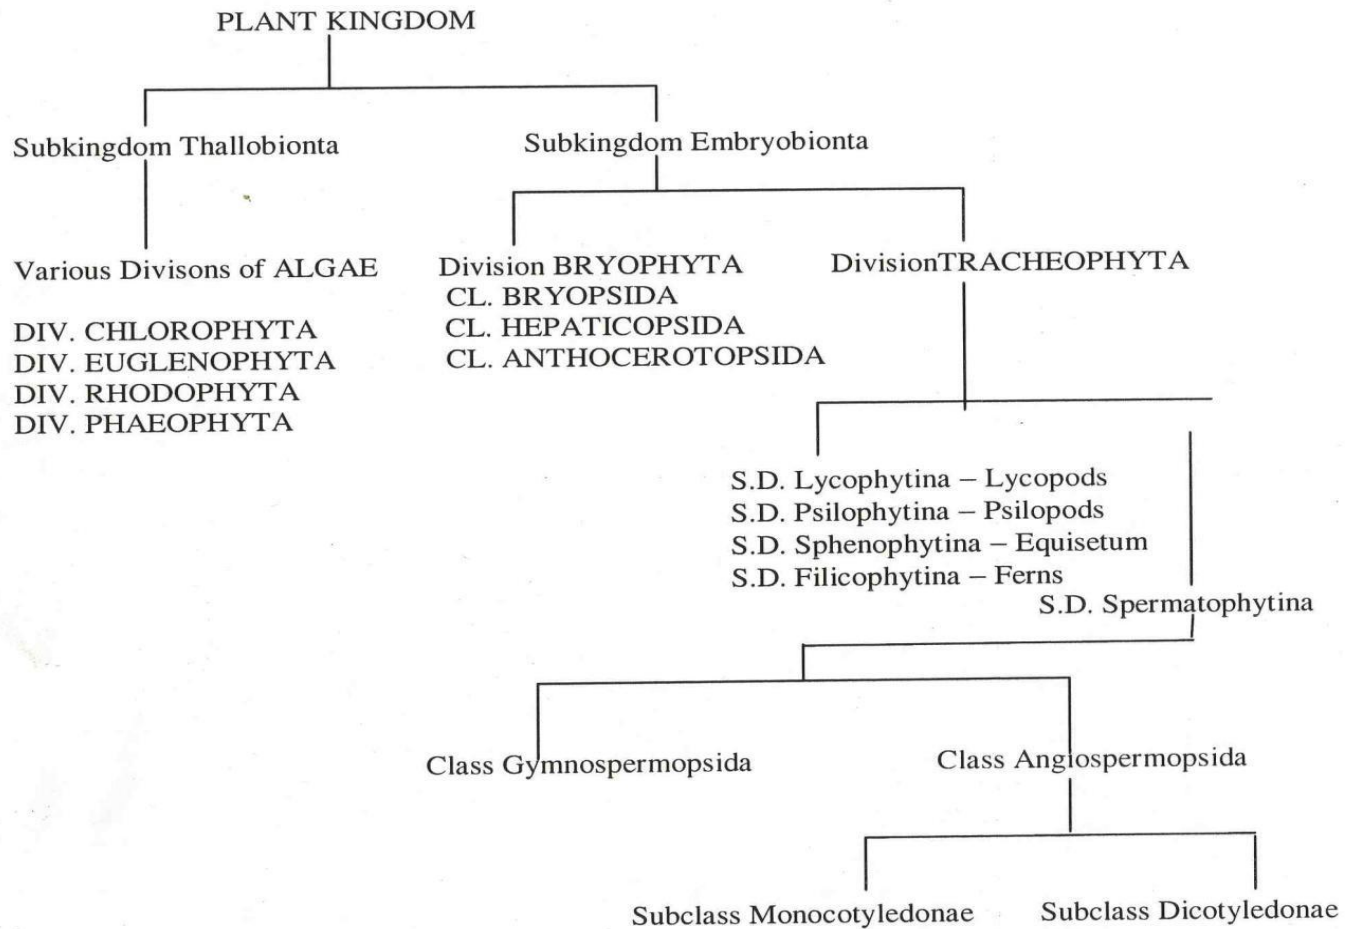 PLANT KINGDOM
Subkingdom Thallobionta
Subkingdom Embryobionta
Various Divisons of ALGAE
DIV. CHLOROPHYTA
DIV. EUGLENOPHYTA
DIV. RHODOPHYTA
DIV. PHAEOPHYTA
Division BRYOPHYTA
CL. BRYOPSIDA
CL. HEPATICOPSIDA
CL. ANTHOCEROTOPSIDA
DivisionTRACHEOPHYTA
S.D. Lycophytina – Lycopods
S.D. Psilophytina – Psilopods
S.D. Sphenophytina – Equisetum
S.D. Filicophytina – Ferns
S.D. Spermatophytina
Class Gymnospermopsida
Class Angiospermopsida
Subclass Monocotyledonae
Subclass Dicotyledonae